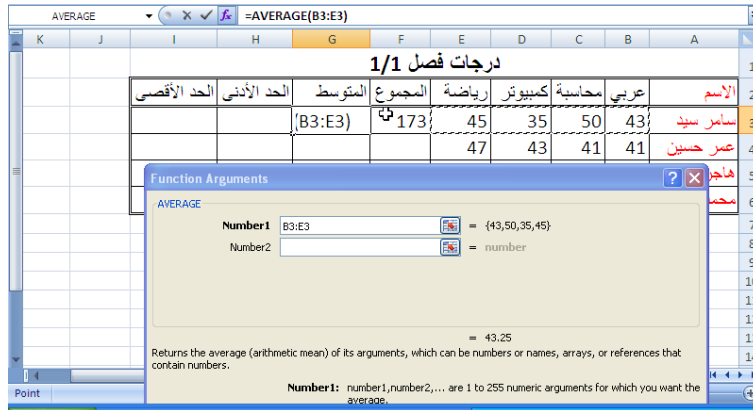 AVERAGE =AVERAGE(B3:E3)
K J I H G F E D C B A
درجات فصل 1/1 1
الاسم عربي محاسبة كمبيوتر رياضة المجموع المتوسط الحد الأدنى الحد الأقصى 2
سامر سيد 43 50 35 45 173 (B3:E3) 3
عمر حسين 41 41 43 47 4
Function Arguments
AVERAGE
Number1 B3:E3 = {43,50,35,45}
Number2 = number
= 43.25
Returns the average (arithmetic mean) of its arguments, which can be numbers or names, arrays, or references that
contain numbers.
Number1: number1,number2,... are 1 to 255 numeric arguments for which you want the
average.
Point